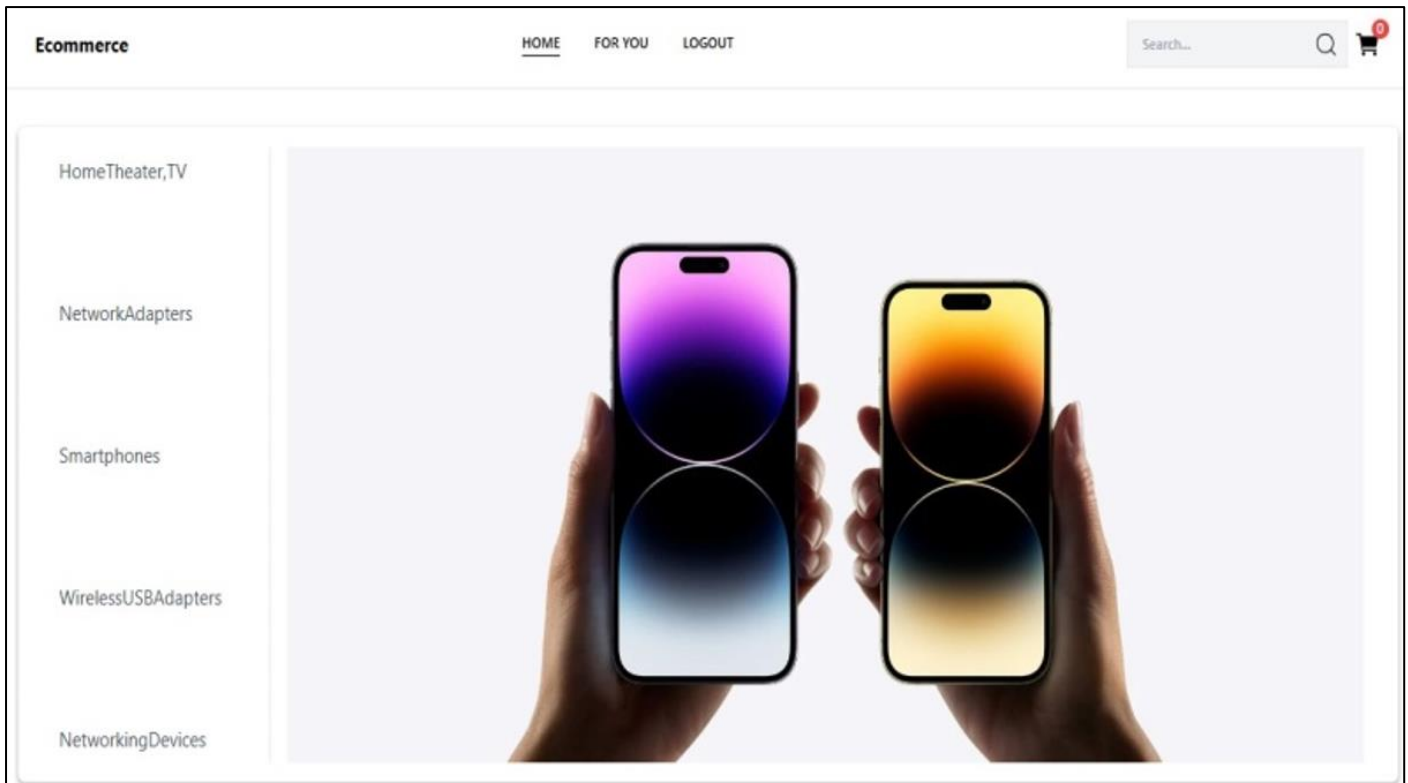 Ecommerce HOME FOR YOU LOGOUT Search... 0
HomeTheater,TV
NetworkAdapters
Smartphones
WirelessUSBAdapters
NetworkingDevices